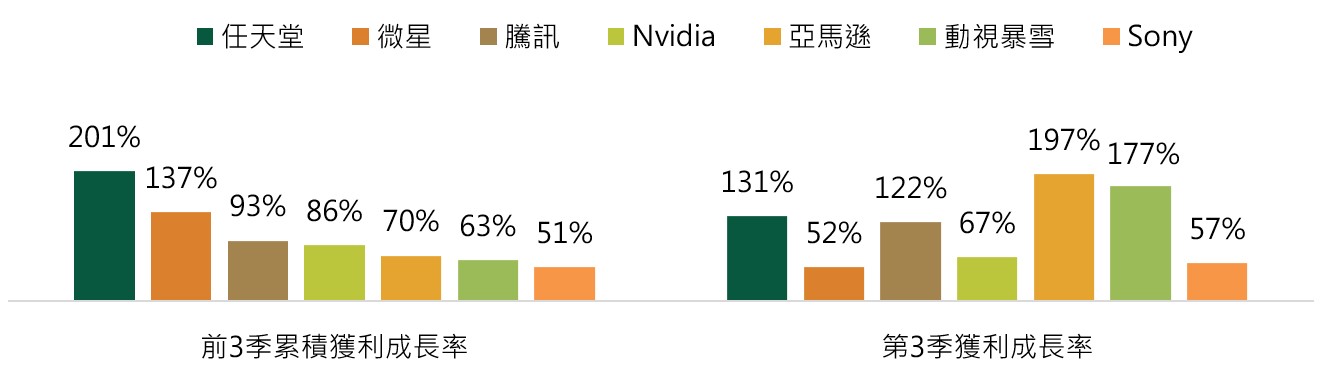 任天堂 微星 騰訊 Nvidia 亞馬遜 動視暴雪 Sony
201% 137% 93% 86% 70% 63% 51%
131% 52% 122% 67% 197% 177% 57%
前3季累積獲利成長率 第3季獲利成長率